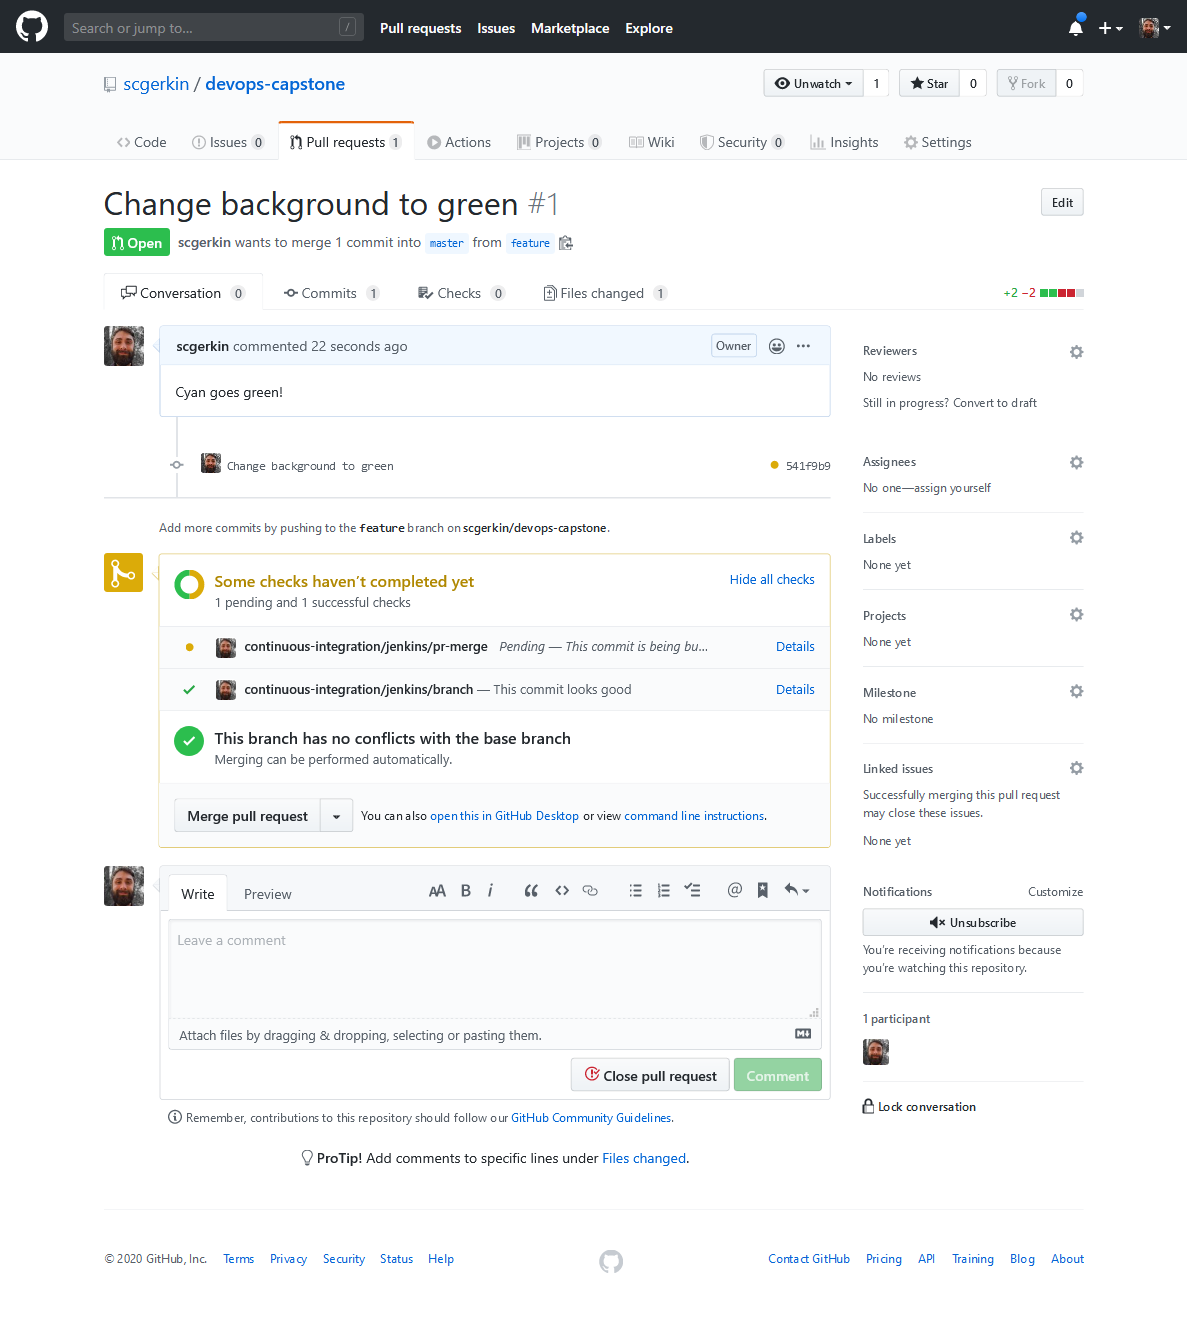 Search or jump to... / Pull requests Issues Marketplace Explore
scgerkin / devops-capstone Unwatch 1 Star 0 Fork 0
Code Issues 0 Pull requests 1 Actions Projects 0 Wiki Security 0 Insights Settings
Change background to green #1 Edit
Open scgerkin wants to merge 1 commit into master from feature
Conversation 0 Commits 1 Checks 0 Files changed 1 +2 −2
scgerkin commented 22 seconds ago Owner
Cyan goes green!
Change background to green 541f9b9
Add more commits by pushing to the feature branch on scgerkin/devops-capstone.
Some checks haven’t completed yet Hide all checks
1 pending and 1 successful checks
continuous-integration/jenkins/pr-merge Pending — This commit is being bu... Details
continuous-integration/jenkins/branch — This commit looks good Details
This branch has no conflicts with the base branch
Merging can be performed automatically.
Merge pull request You can also open this in GitHub Desktop or view command line instructions.
Write Preview AA B i
Leave a comment
Attach files by dragging & dropping, selecting or pasting them.
Close pull request Comment
Remember, contributions to this repository should follow our GitHub Community Guidelines.
ProTip! Add comments to specific lines under Files changed.
Reviewers
No reviews
Still in progress? Convert to draft
Assignees
No one—assign yourself
Labels
None yet
Projects
None yet
Milestone
No milestone
Linked issues
Successfully merging this pull request
may close these issues.
None yet
Notifications Customize
Unsubscribe
You’re receiving notifications because
you’re watching this repository.
1 participant
Lock conversation
© 2020 GitHub, Inc. Terms Privacy Security Status Help Contact GitHub Pricing API Training Blog About